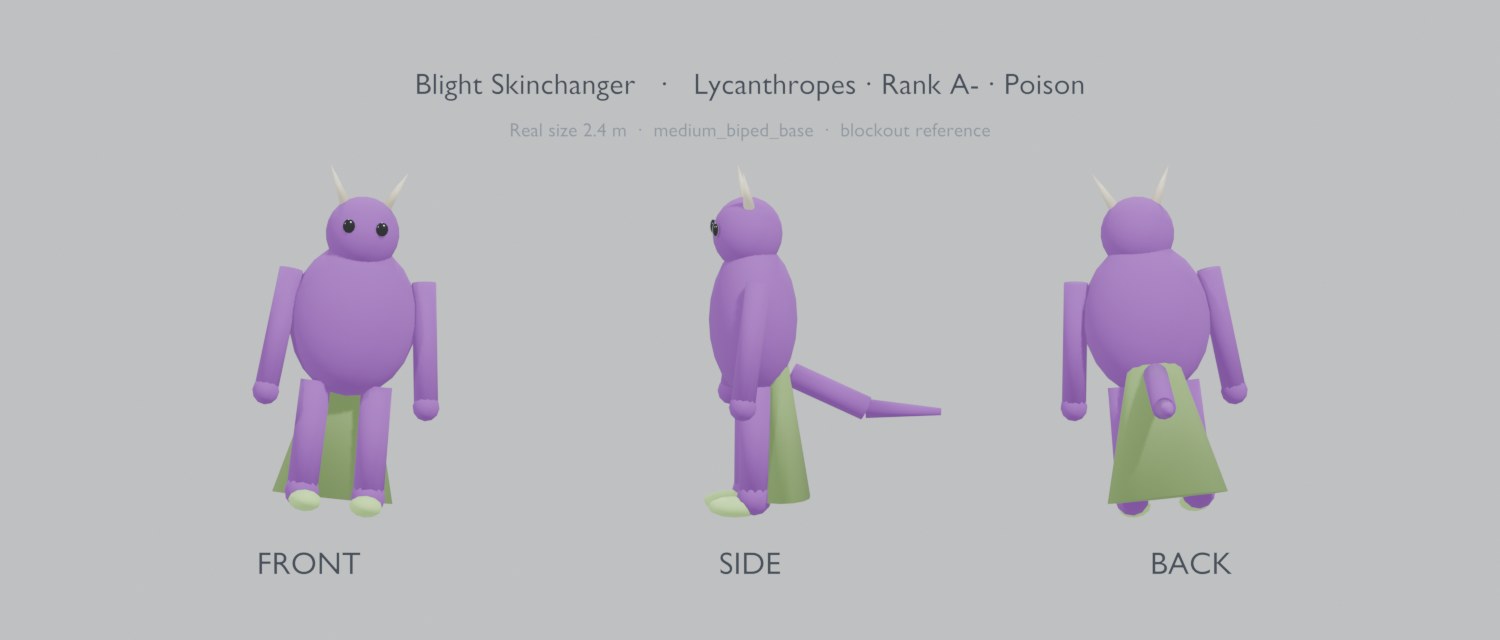 Blight Skinchanger · Lycanthropes · Rank A- · Poison
Real size 2.4 m · medium_biped_base · blockout reference
FRONT
SIDE
BACK